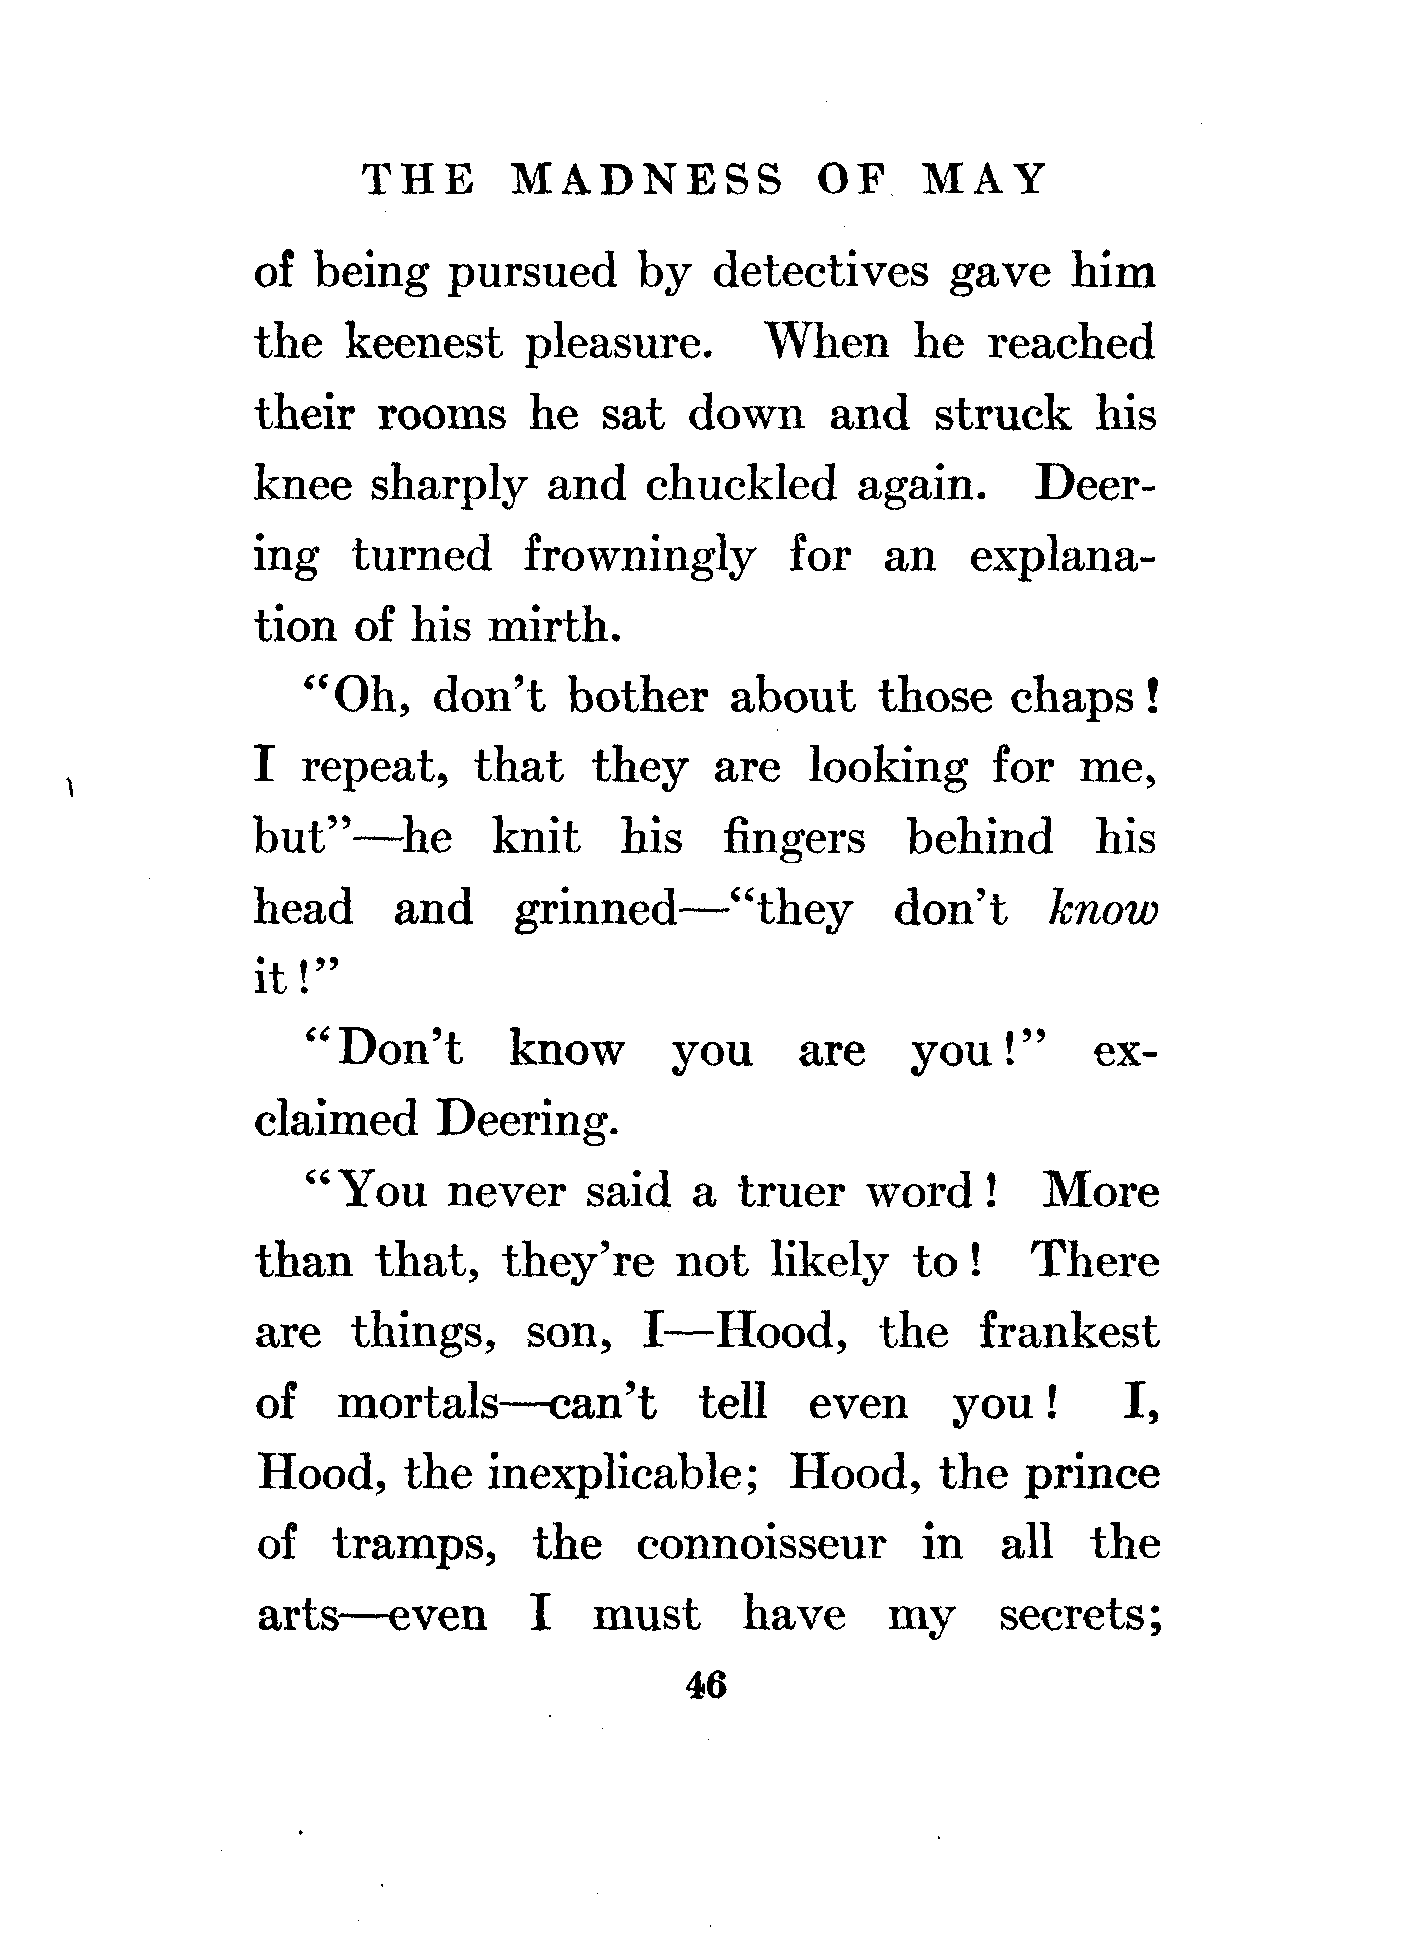 THE MADNESS OF MAY
of being pursued by detectives gave him
the keenest pleasure. When he reached
their rooms he sat down and struck his
knee sharply and chuckled again. Deer-
ing turned frowningly for an explana-
tion of his mirth.
“Oh, don’t bother about those chaps!
I repeat, that they are looking for me,
but”—he knit his fingers behind his
head and grinned—“they don’t know
it!”
“Don’t know you are you!” ex-
claimed Deering.
“You never said a truer word! More
than that, they’re not likely to! There
are things, son, I—Hood, the frankest
of mortals—can’t tell even you! I,
Hood, the inexplicable; Hood, the prince
of tramps, the connoisseur in all the
arts—even I must have my secrets;
46